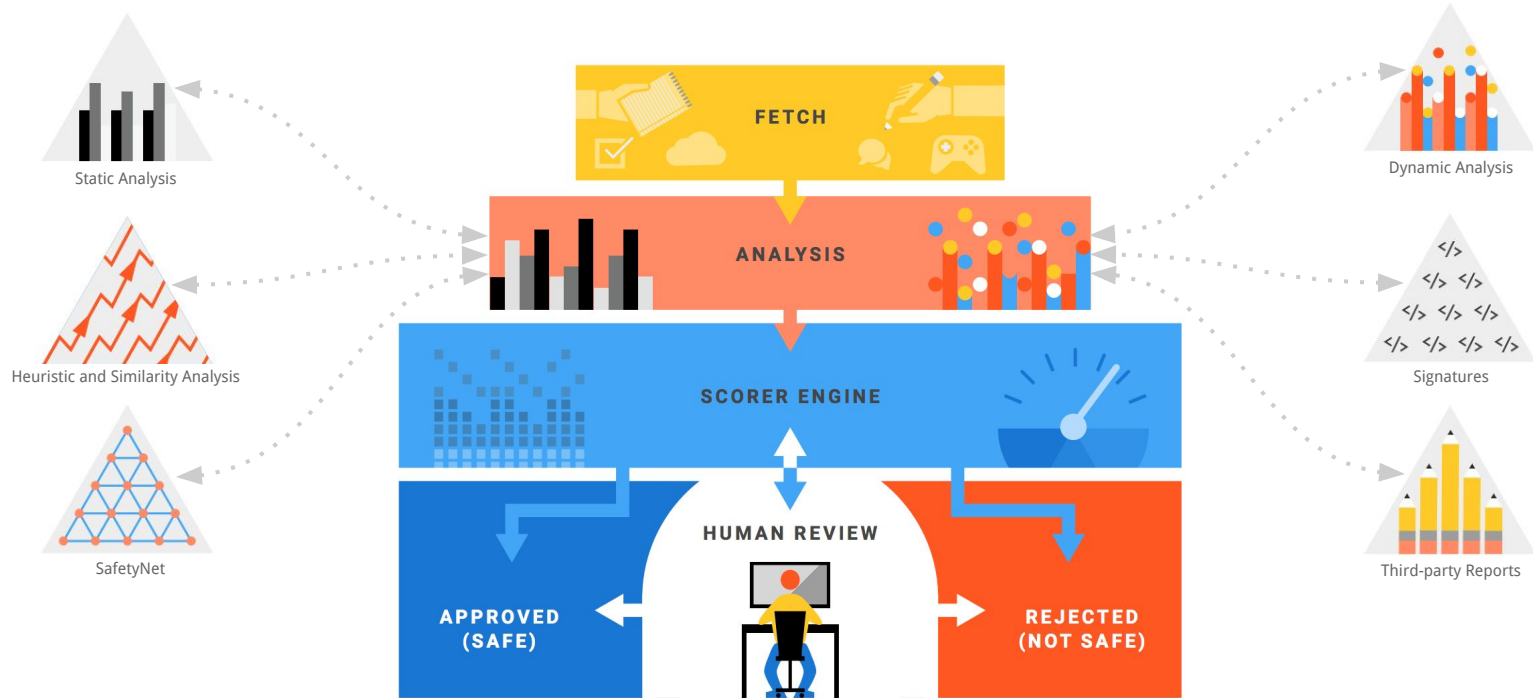 FETCH
Static Analysis
Dynamic Analysis
ANALYSIS
Heuristic and Similarity Analysis
</> 
</> </>
</> </> </>
</> </> </> </>
Signatures
SCORER ENGINE
HUMAN REVIEW
SafetyNet
Third-party Reports
APPROVED
(SAFE)
REJECTED
(NOT SAFE)